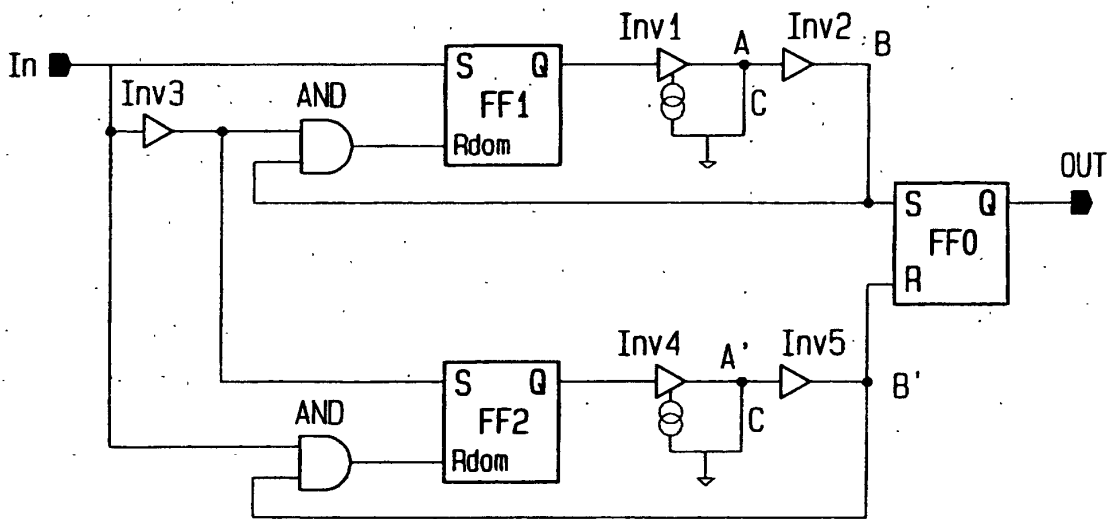 Inv1
A
Inv2
B
In
S
Q
Inv3
AND
FF1
C
Rdom
OUT
S
Q
FF0
R
Inv4
A'
Inv5
S
Q
B'
AND
FF2
C
Rdom